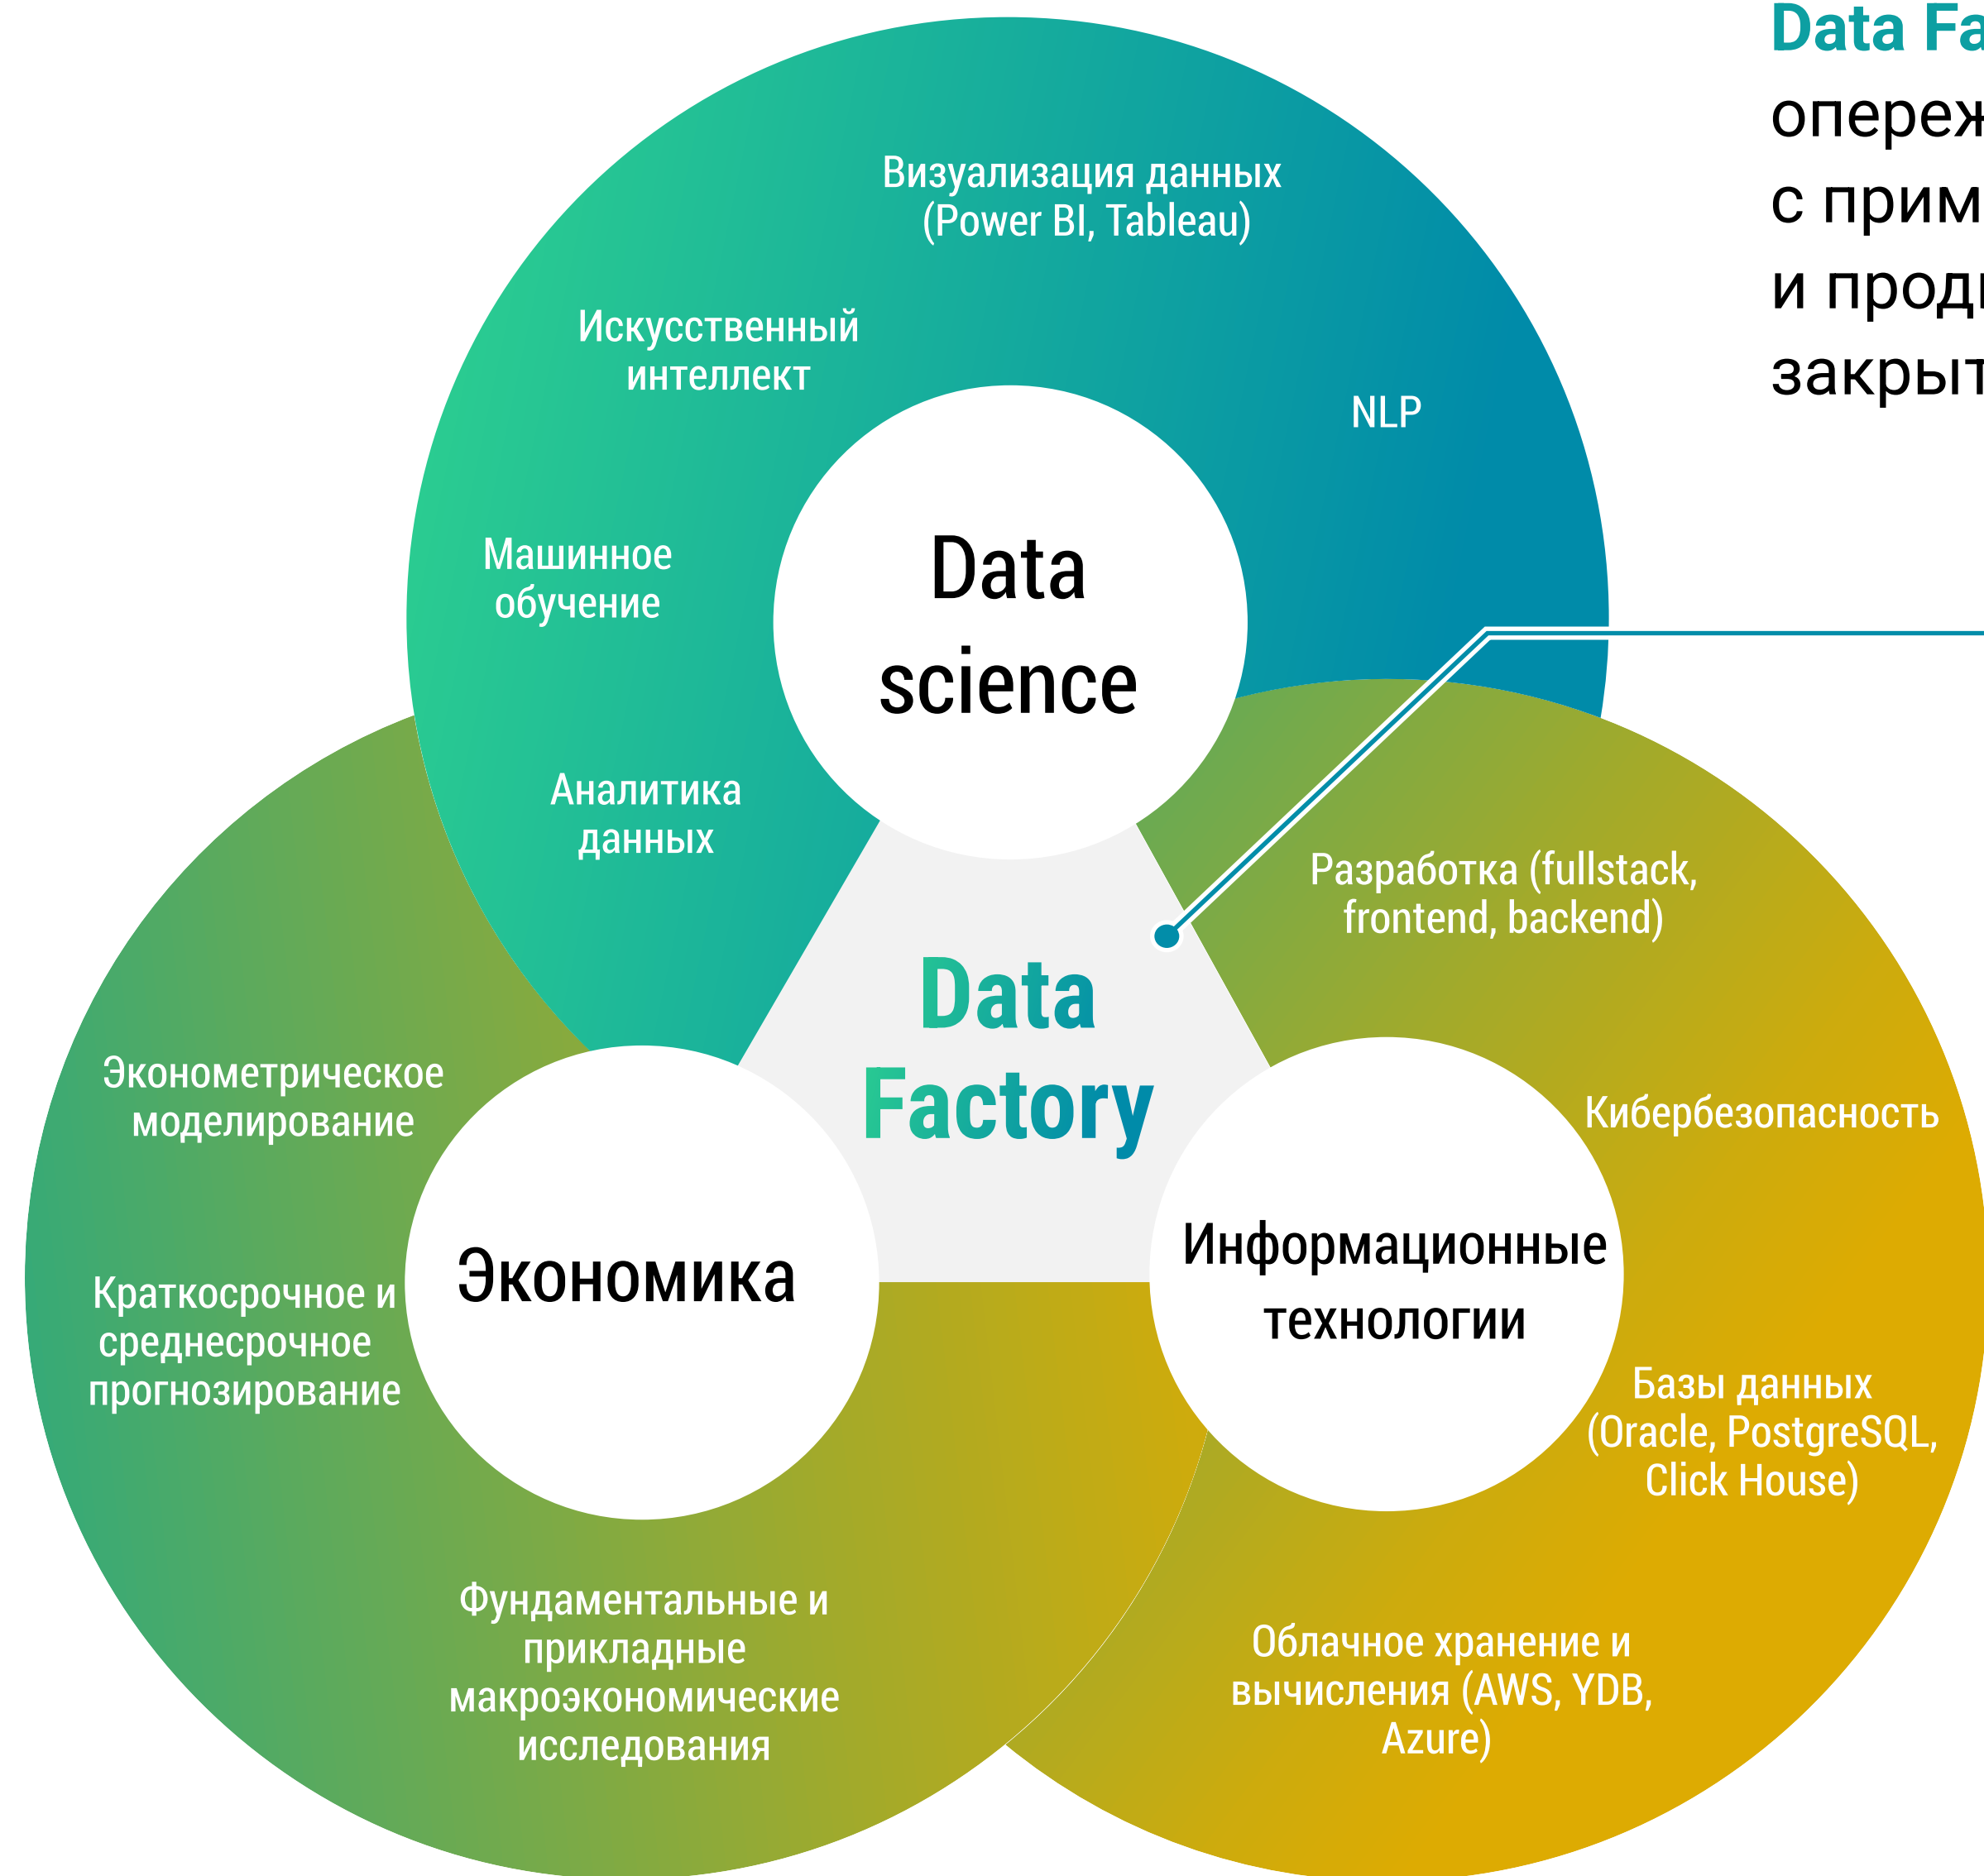 Data
опереж
с прим
и
закрыт
Визуализация данных
(Power BI, Tableau)
Искусственный
интеллект
NLP
Машинное
обучение
Data
science
Аналитика
данных
Разработка (fullstack,
frontend, backend)
Data
Factory
Эконометрическое
моделирование
Кибербезопасность
Экономика
Информационные
технологии
Краткосрочное и
среднесрочное
прогнозирование
Базы данных
(Oracle, PostgreSQL,
Click House)
Фундаментальные и
прикладные
макроэкономические
исследования
Облачное хранение и
вычисления (AWS, YDB,
Azure)